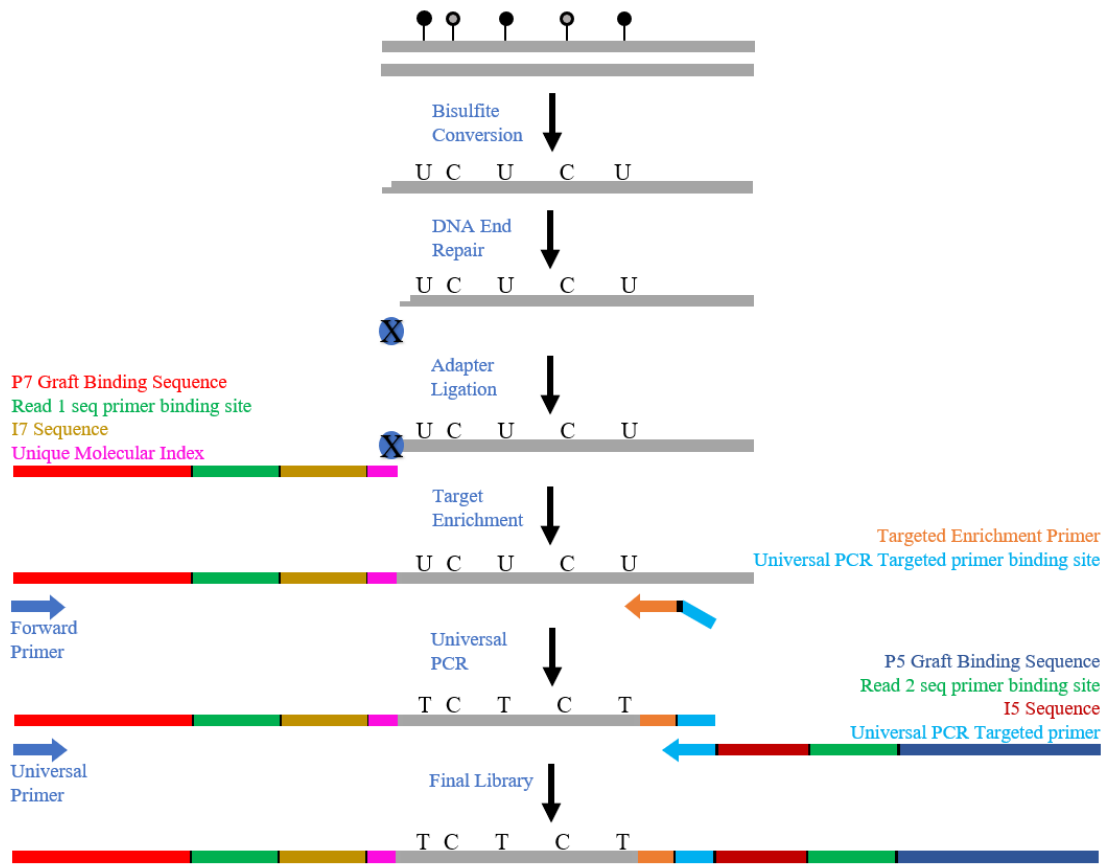 Bisulfite
Conversion
U C U C U
DNA End
Repair
U C U C U
X
Adapter
Ligation
P7 Graft Binding Sequence
Read 1 seq primer binding site
I7 Sequence
Unique Molecular Index
U C U C U
X
Target
Enrichment
Targeted Enrichment Primer
Universal PCR Targeted primer binding site
U C U C U
Forward
Primer
Universal
PCR
P5 Graft Binding Sequence
Read 2 seq primer binding site
I5 Sequence
Universal PCR Targeted primer
T C T C T
Universal
Primer
Final Library
T C T C T